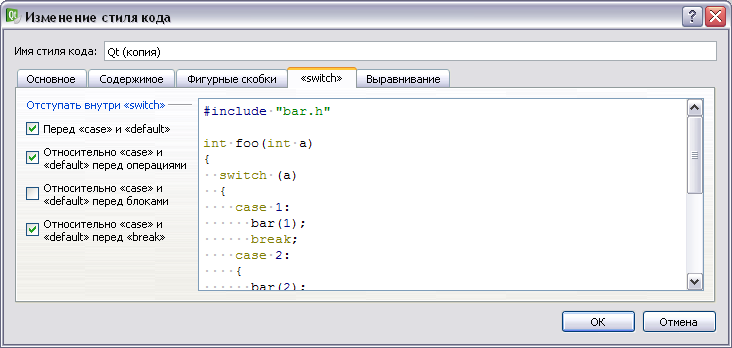 Изменение стиля кода
Имя стиля кода: Qt (копия)
Основное Содержимое Фигурные скобки «switch» Выравнивание
Отступать внутри «switch»
Перед «case» и «default»
Относительно «case» и
«default» перед операциями
Относительно «case» и
«default» перед блоками
Относительно «case» и
«default» перед «break»
#include "bar.h"
int foo(int a)
{
switch (a)
{
case 1:
bar(1);
break;
case 2:
{
bar(2);
OK Отмена